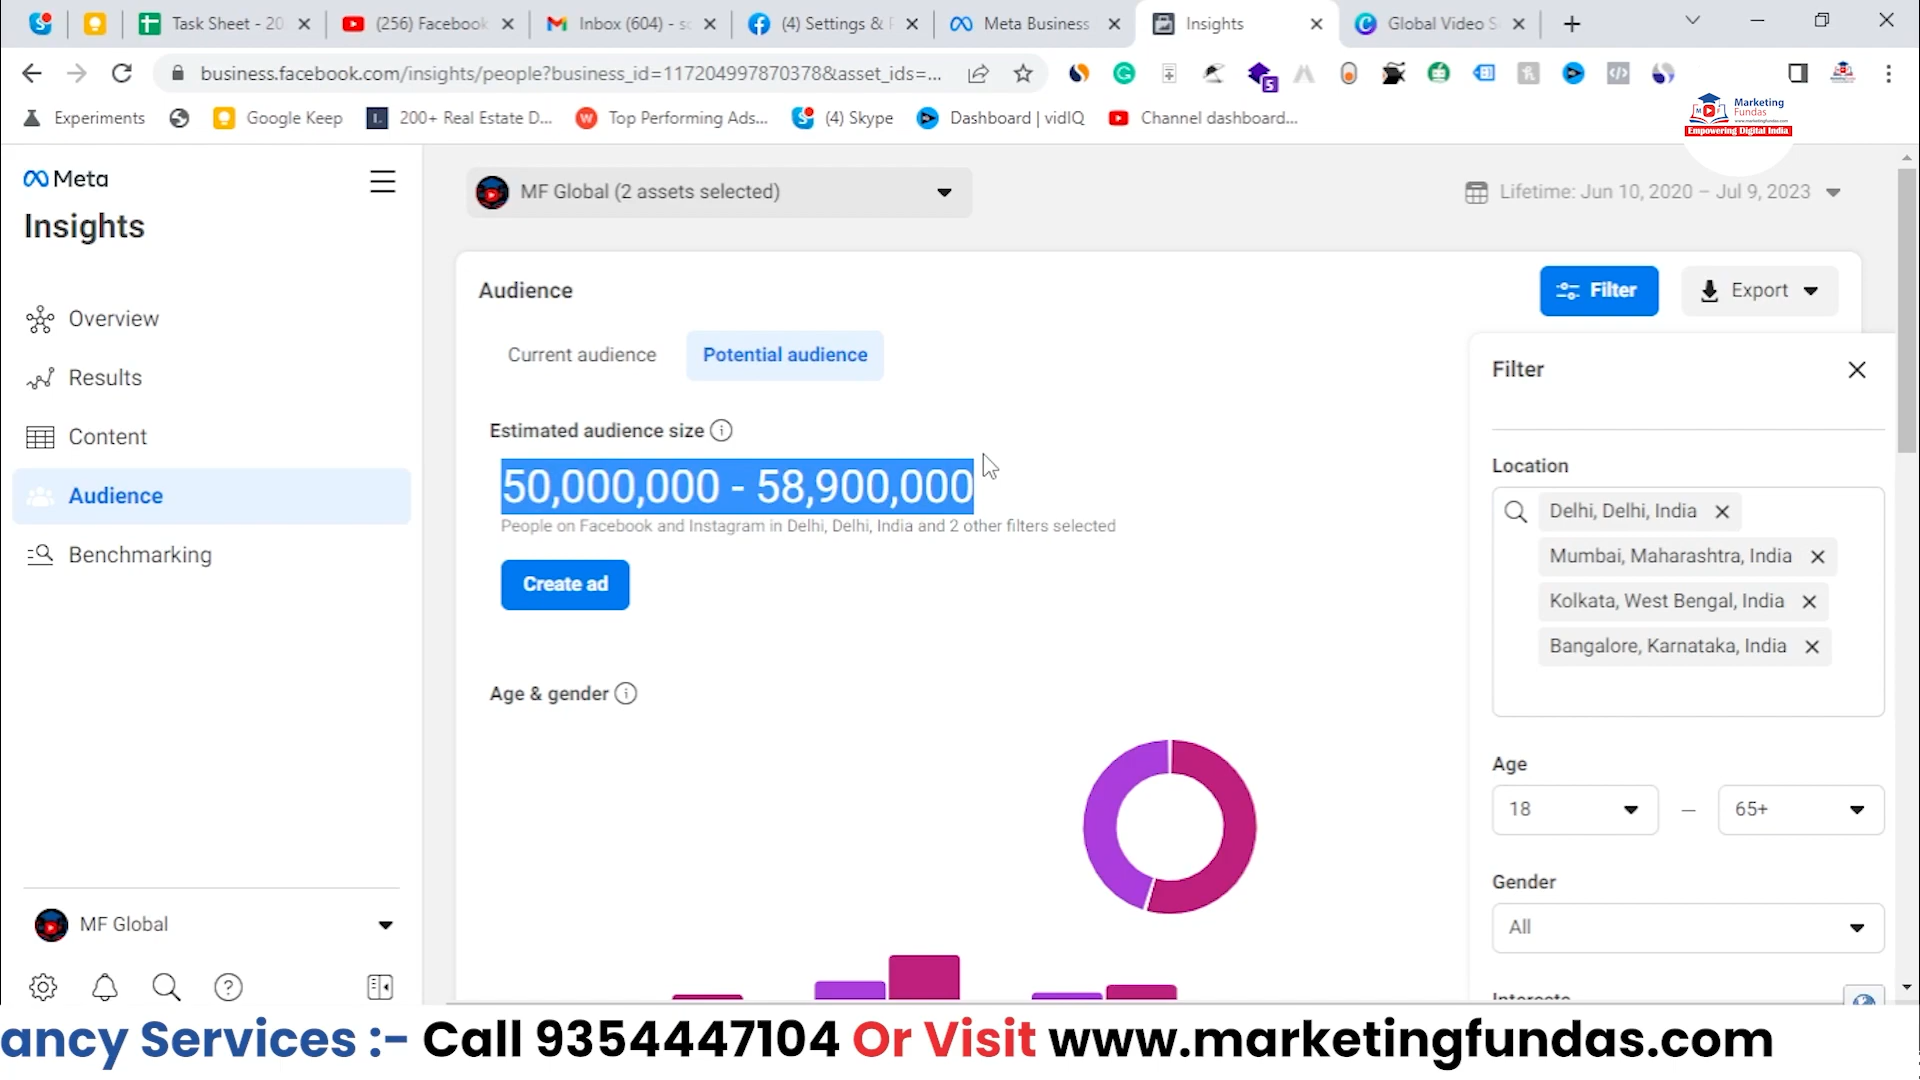 Task Sheet - 20
(256) Facebook
Inbox (604) - sc
(4) Settings & P
Meta Business
Insights
Global Video S
business.facebook.com/insights/people?business_id=117204997870378&asset_ids=...
Experiments
Google Keep
200+ Real Estate D...
Top Performing Ads...
(4) Skype
Dashboard | vidIQ
Channel dashboard...
Marketing
Fundas
www.marketingfundas.com
Empowering Digital India
Meta
Insights
Overview
Results
Content
Audience
Benchmarking
MF Global
MF Global (2 assets selected)
Lifetime: Jun 10, 2020 – Jul 9, 2023
Audience
Filter
Export
Current audience
Potential audience
Estimated audience size
50,000,000 - 58,900,000
People on Facebook and Instagram in Delhi, Delhi, India and 2 other filters selected
Create ad
Age & gender
Filter
Location
Delhi, Delhi, India
Mumbai, Maharashtra, India
Kolkata, West Bengal, India
Bangalore, Karnataka, India
Age
18 – 65+
Gender
All
Interests
ancy Services :- Call 9354447104 Or Visit www.marketingfundas.com